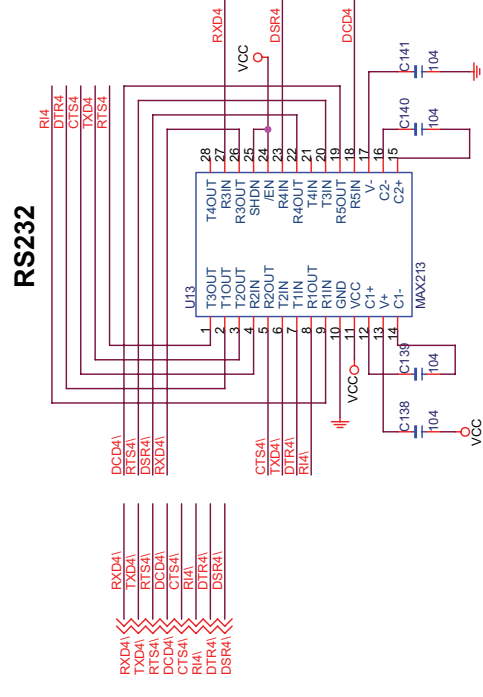 RS232
RI4
DTR4
CTS4
TXD4
RTS4
RXD4
DSR4
DCD4
VCC
C141
104
C140
104
28
27
26
25
24
23
22
21
20
19
18
17
16
15
T4OUT
R3IN
R3OUT
SHDN
/EN
R4IN
R4OUT
T4IN
T3IN
R5OUT
R5IN
V-
C2-
C2+
U13
MAX213
T3OUT
T1OUT
T2OUT
R2IN
R2OUT
T2IN
T1IN
R1OUT
R1IN
GND
VCC
C1+
V+
C1-
1
2
3
4
5
6
7
8
9
10
11
12
13
14
VCC
C139
104
C138
104
VCC
DCD4\
RTS4\
DSR4\
RXD4\
CTS4\
TXD4\
DTR4\
RI4\
RXD4\
TXD4\
RTS4\
DCD4\
CTS4\
RI4\
DTR4\
DSR4\
RXD4\
TXD4\
RTS4\
DCD4\
CTS4\
RI4\
DTR4\
DSR4\